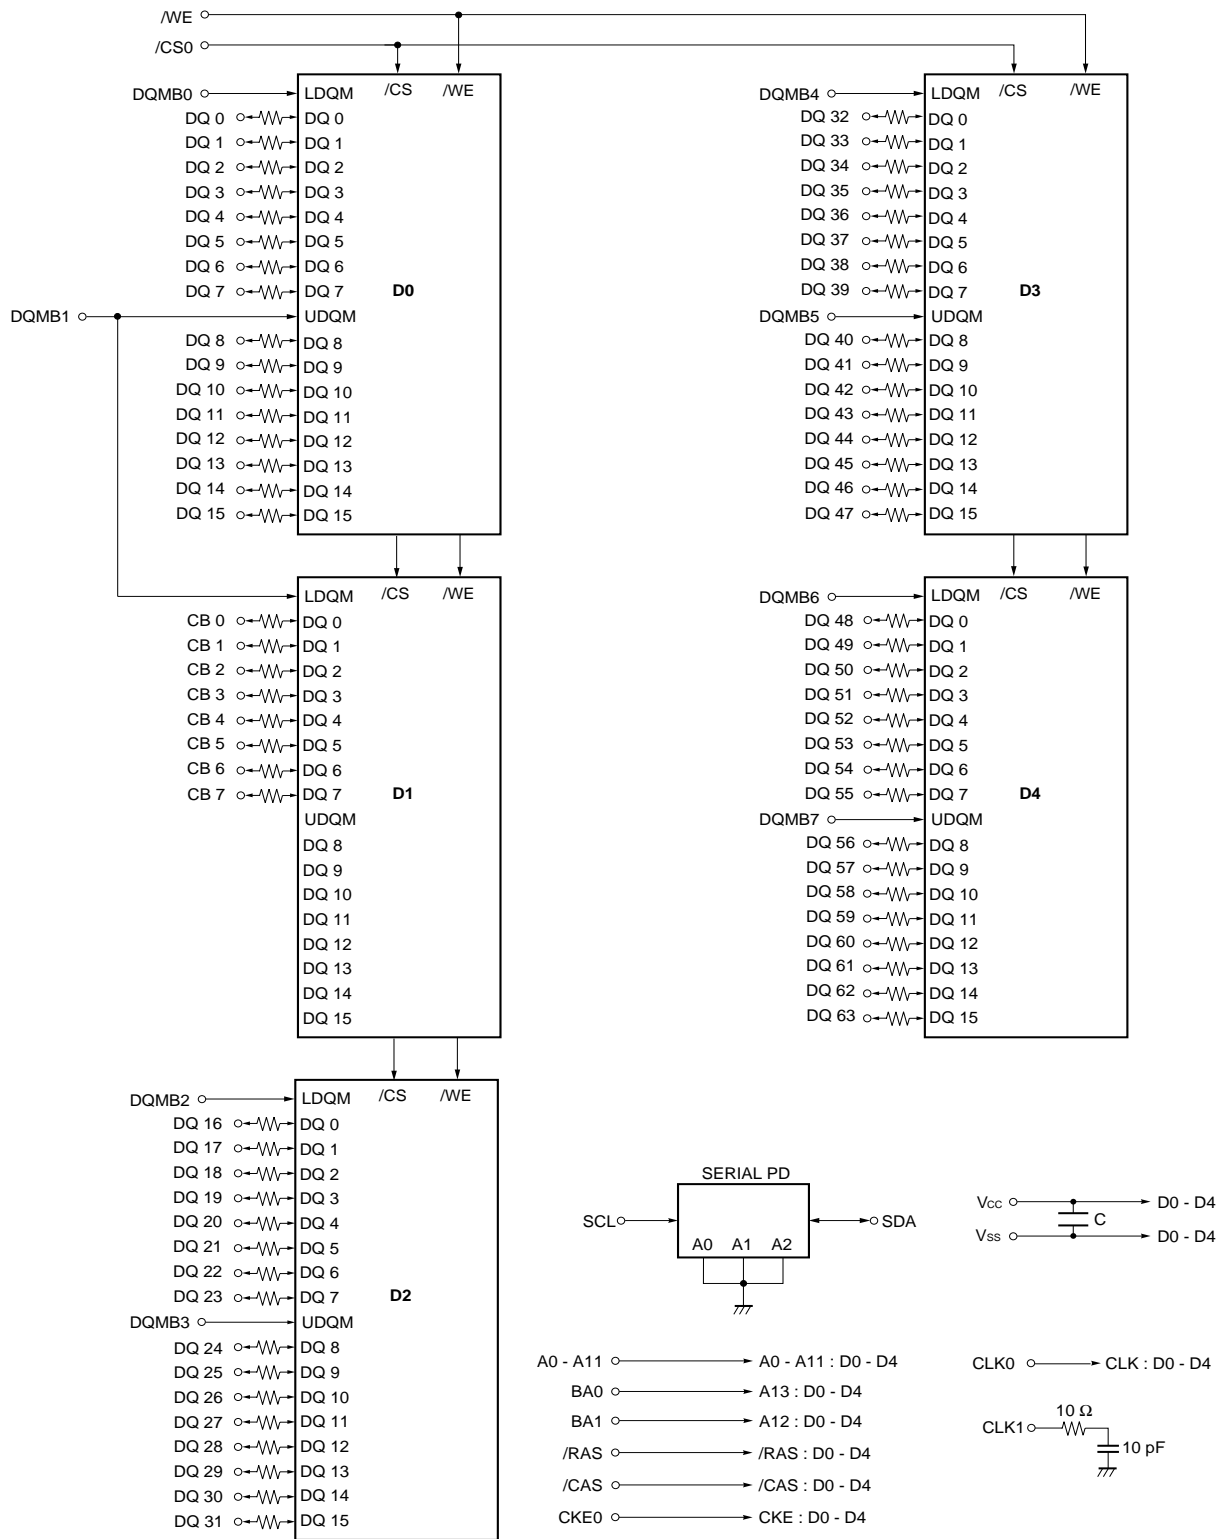 /WE
/CS0
DQMB0 LDQM /CS /WE
DQ 0 DQ 0
DQ 1 DQ 1
DQ 2 DQ 2
DQ 3 DQ 3
DQ 4 DQ 4
DQ 5 DQ 5
DQ 6 DQ 6
DQ 7 DQ 7 D0
DQMB1 UDQM
DQ 8 DQ 8
DQ 9 DQ 9
DQ 10 DQ 10
DQ 11 DQ 11
DQ 12 DQ 12
DQ 13 DQ 13
DQ 14 DQ 14
DQ 15 DQ 15
LDQM /CS /WE
CB 0 DQ 0
CB 1 DQ 1
CB 2 DQ 2
CB 3 DQ 3
CB 4 DQ 4
CB 5 DQ 5
CB 6 DQ 6
CB 7 DQ 7 D1
UDQM
DQ 8
DQ 9
DQ 10
DQ 11
DQ 12
DQ 13
DQ 14
DQ 15
DQMB2 LDQM /CS /WE
DQ 16 DQ 0
DQ 17 DQ 1
DQ 18 DQ 2
DQ 19 DQ 3
DQ 20 DQ 4
DQ 21 DQ 5
DQ 22 DQ 6
DQ 23 DQ 7 D2
DQMB3 UDQM
DQ 24 DQ 8
DQ 25 DQ 9
DQ 26 DQ 10
DQ 27 DQ 11
DQ 28 DQ 12
DQ 29 DQ 13
DQ 30 DQ 14
DQ 31 DQ 15
DQMB4 LDQM /CS /WE
DQ 32 DQ 0
DQ 33 DQ 1
DQ 34 DQ 2
DQ 35 DQ 3
DQ 36 DQ 4
DQ 37 DQ 5
DQ 38 DQ 6
DQ 39 DQ 7 D3
DQMB5 UDQM
DQ 40 DQ 8
DQ 41 DQ 9
DQ 42 DQ 10
DQ 43 DQ 11
DQ 44 DQ 12
DQ 45 DQ 13
DQ 46 DQ 14
DQ 47 DQ 15
DQMB6 LDQM /CS /WE
DQ 48 DQ 0
DQ 49 DQ 1
DQ 50 DQ 2
DQ 51 DQ 3
DQ 52 DQ 4
DQ 53 DQ 5
DQ 54 DQ 6
DQ 55 DQ 7 D4
DQMB7 UDQM
DQ 56 DQ 8
DQ 57 DQ 9
DQ 58 DQ 10
DQ 59 DQ 11
DQ 60 DQ 12
DQ 61 DQ 13
DQ 62 DQ 14
DQ 63 DQ 15
SERIAL PD
SCL SDA
A0 A1 A2
Vcc D0 - D4
C
Vss D0 - D4
A0 - A11 A0 - A11 : D0 - D4
BA0 A13 : D0 - D4
BA1 A12 : D0 - D4
/RAS /RAS : D0 - D4
/CAS /CAS : D0 - D4
CKE0 CKE : D0 - D4
CLK0 CLK : D0 - D4
10 Ω
CLK1
10 pF